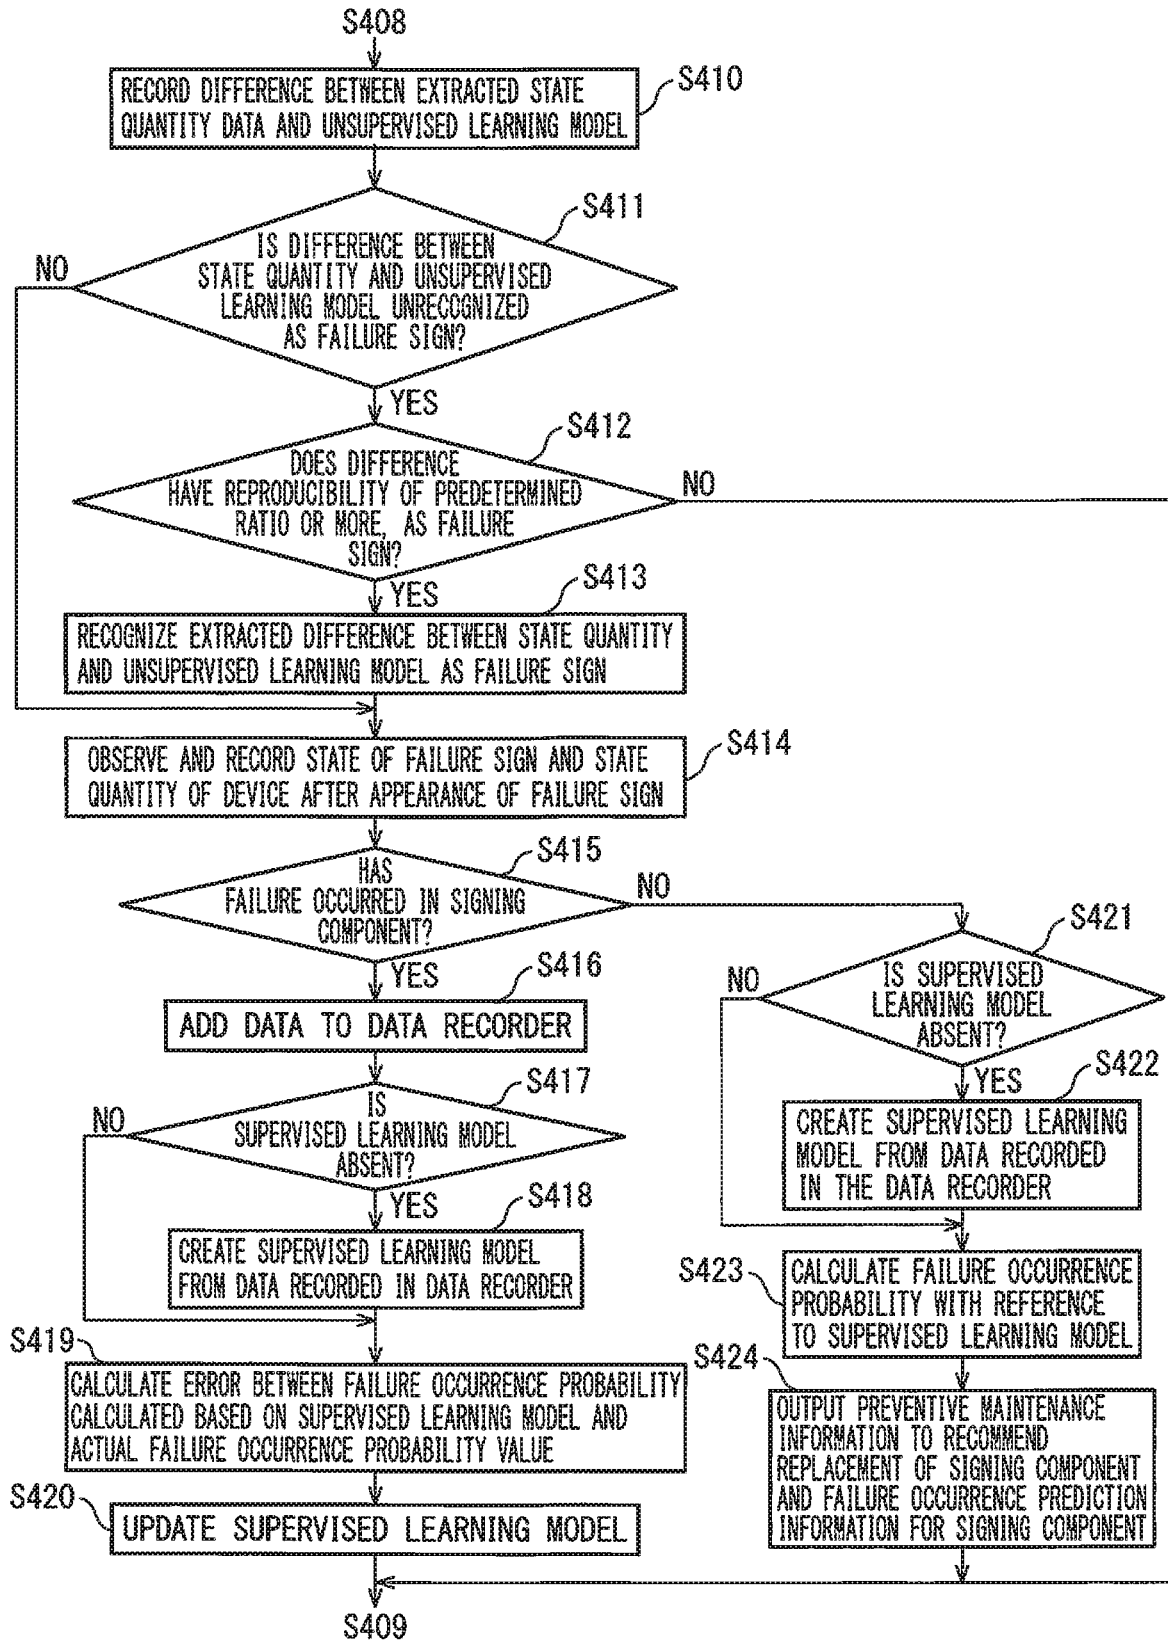 S408
S410
RECORD DIFFERENCE BETWEEN EXTRACTED STATE
QUANTITY DATA AND UNSUPERVISED LEARNING MODEL
S411
IS DIFFERENCE BETWEEN
STATE QUANTITY AND UNSUPERVISED
LEARNING MODEL UNRECOGNIZED
AS FAILURE SIGN?
NO
YES
S412
DOES DIFFERENCE
HAVE REPRODUCIBILITY OF PREDETERMINED
RATIO OR MORE, AS FAILURE
SIGN?
NO
YES
S413
RECOGNIZE EXTRACTED DIFFERENCE BETWEEN STATE QUANTITY
AND UNSUPERVISED LEARNING MODEL AS FAILURE SIGN
S414
OBSERVE AND RECORD STATE OF FAILURE SIGN AND STATE
QUANTITY OF DEVICE AFTER APPEARANCE OF FAILURE SIGN
S415
HAS
FAILURE OCCURRED IN SIGNING
COMPONENT?
NO
YES
S416
ADD DATA TO DATA RECORDER
S417
IS
SUPERVISED LEARNING MODEL
ABSENT?
NO
YES
S418
CREATE SUPERVISED LEARNING MODEL
FROM DATA RECORDED IN DATA RECORDER
S419
CALCULATE ERROR BETWEEN FAILURE OCCURRENCE PROBABILITY
CALCULATED BASED ON SUPERVISED LEARNING MODEL AND
ACTUAL FAILURE OCCURRENCE PROBABILITY VALUE
S420
UPDATE SUPERVISED LEARNING MODEL
S409
S421
IS SUPERVISED
LEARNING MODEL
ABSENT?
NO
YES
S422
CREATE SUPERVISED LEARNING
MODEL FROM DATA RECORDED
IN THE DATA RECORDER
S423
CALCULATE FAILURE OCCURRENCE
PROBABILITY WITH REFERENCE
TO SUPERVISED LEARNING MODEL
S424
OUTPUT PREVENTIVE MAINTENANCE
INFORMATION TO RECOMMEND
REPLACEMENT OF SIGNING COMPONENT
AND FAILURE OCCURRENCE PREDICTION
INFORMATION FOR SIGNING COMPONENT